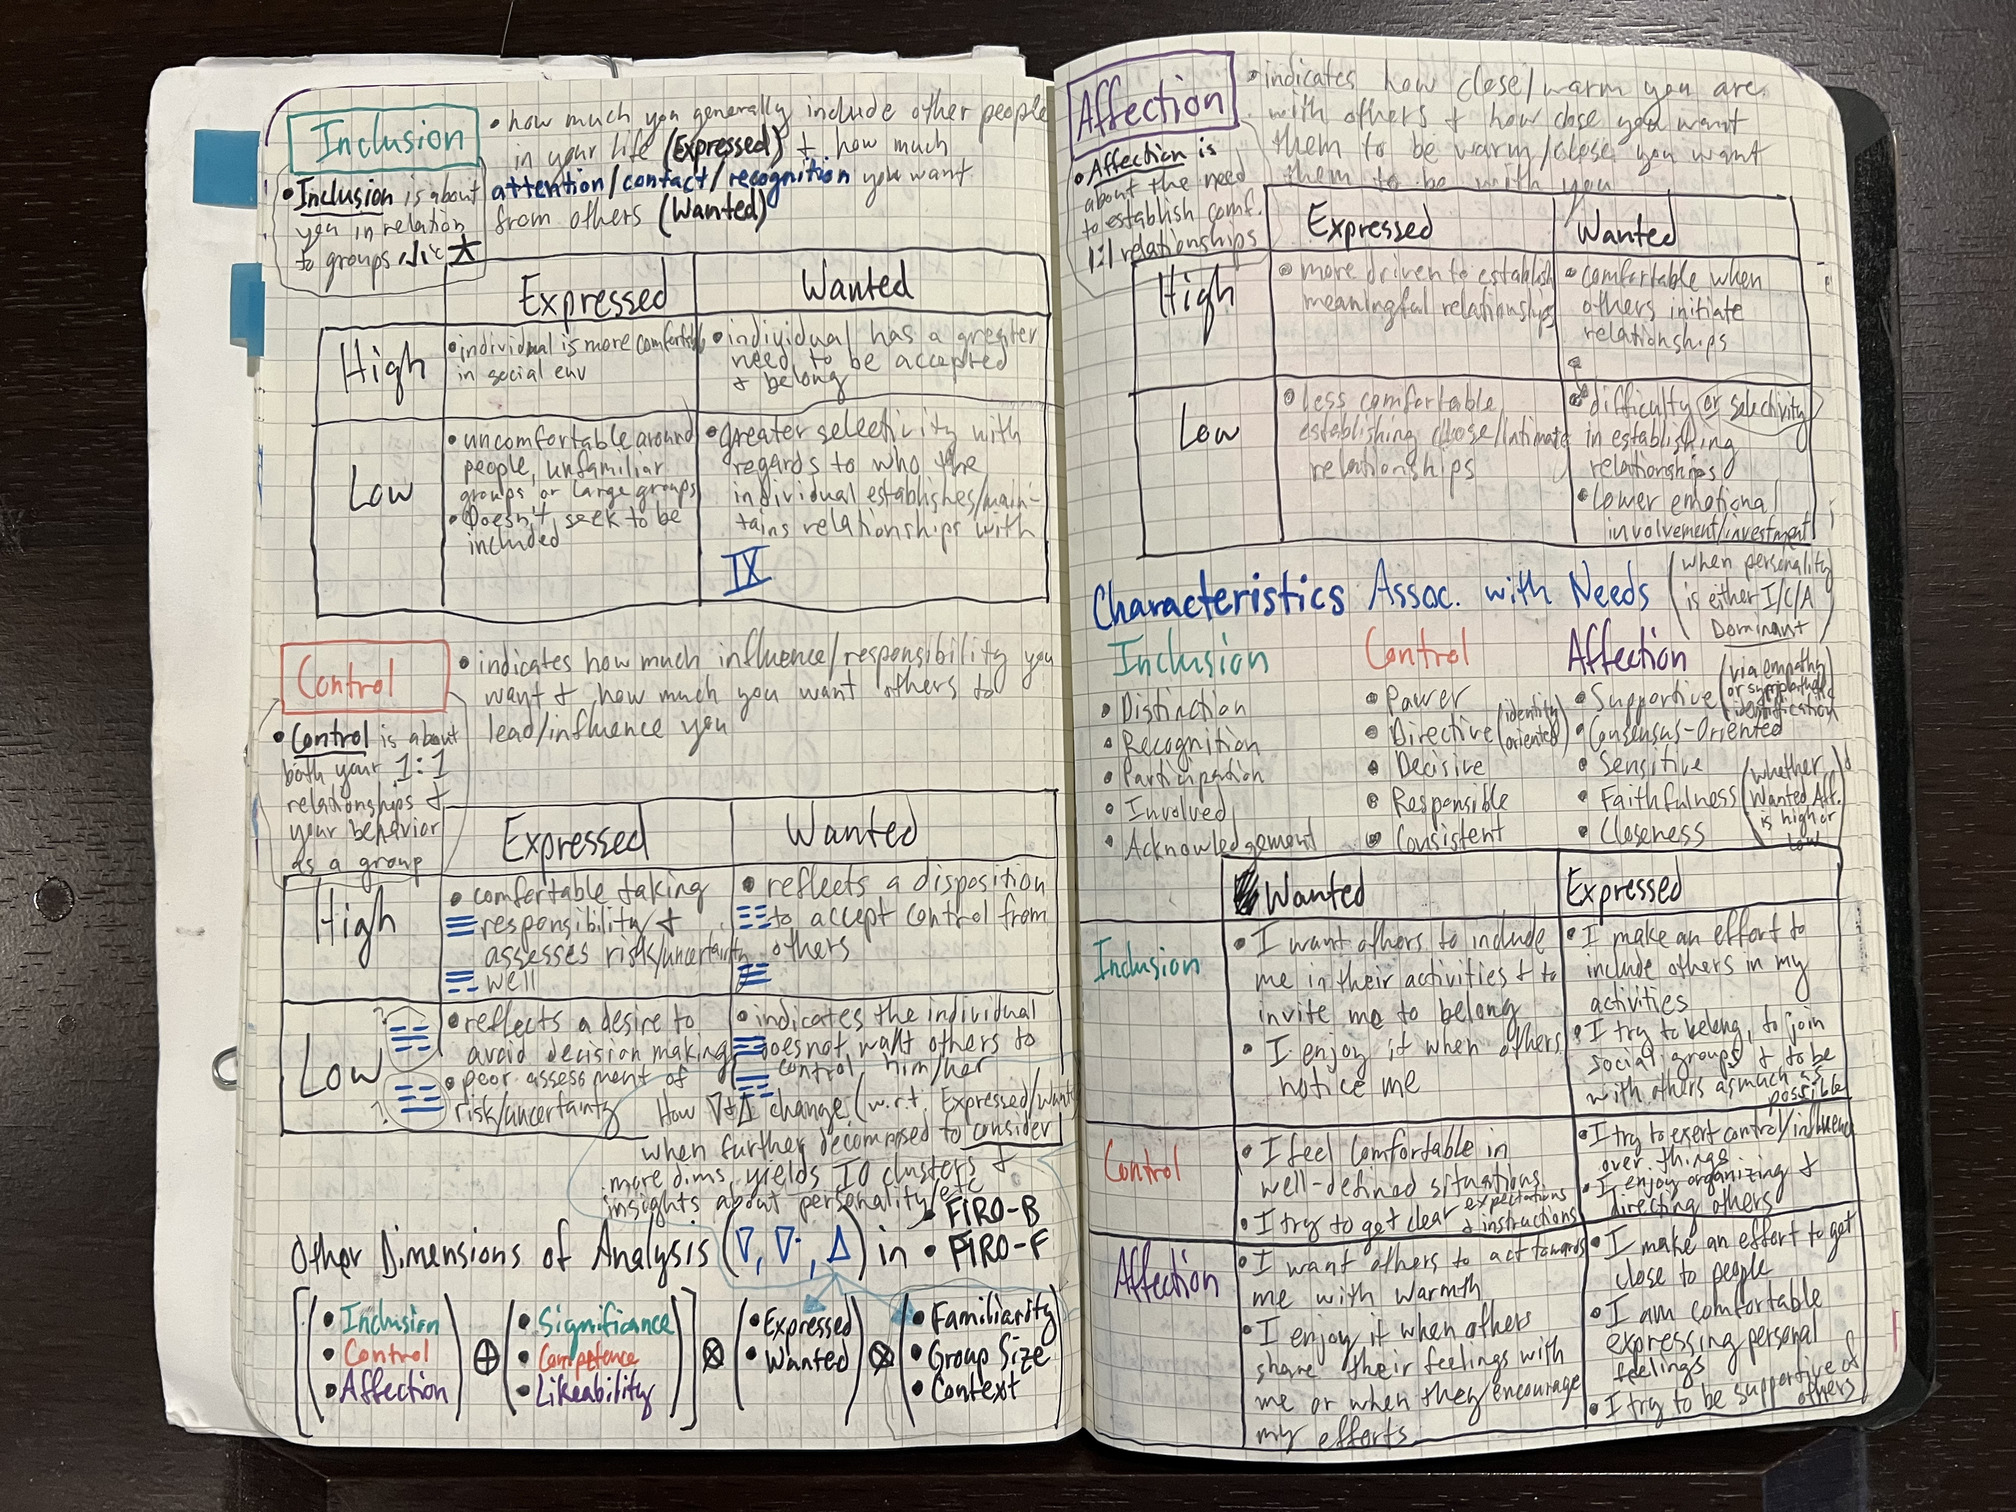 Inclusion
• how much you generally include other people
in your life (Expressed) + how much
attention/contact/recognition you want
from others (Wanted)
• Inclusion is about
you in relation
to groups
Expressed
Wanted
High
• individual is more comfortable
in social env
• individual has a greater
need to be accepted
+ belong
Low
• uncomfortable around
people, unfamiliar
groups or large groups
• Doesn't seek to be
included
• greater selectivity with
regards to who the
individual establishes/main-
tains relationships with
IX
Control
• indicates how much influence/responsibility you
want + how much you want others to
lead/influence you
• Control is about
both your 1:1
relationships +
your behavior
as a group
Expressed
Wanted
High
• comfortable taking
responsibility +
assesses risks/uncertainty
well
• reflects a disposition
to accept control from
others
Low
• reflects a desire to
avoid decision making
• poor assessment of
risk/uncertainty
• indicates the individual
does not want others to
control him/her
How ∇+Δ change (w.r.t. Expressed/Wanted
when further decomposed to consider
more dims, yields 10 clusters +
insights about personality/etc
Other Dimensions of Analysis (∇, ∇·, Δ) in
• FIRO-B
• FIRO-F
• Inclusion
• Control
• Affection
⊕
• Significance
• Competence
• Likeability
⊗
• Expressed
• Wanted
⊗
• Familiarity
• Group Size
• Context
Affection
• indicates how close/warm you are
with others + how close you want
them to be warm/close you want
them to be with you
• Affection is
about the need
to establish comf.
1:1 relationships
Expressed
Wanted
High
• more driven to establish
meaningful relationships
• comfortable when
others initiate
relationships
Low
• Less comfortable
establishing close/intimate
relationships
• difficulty or selectivity
in establishing
relationships
• Lower emotional
involvement/investment
Characteristics Assoc. with Needs
(when personality
is either I/C/A
Dominant)
Inclusion
• Distinction
• Recognition
• Participation
• Involved
• Acknowledgement
Control
• Power
• Directive (identity
oriented)
• Decisive
• Responsible
• Consistent
Affection
• Supportive (via empathy
or sympathetic
identification
• Consensus-Oriented
• Sensitive
• Faithfulness
• Closeness
(whether
Wanted Aff.
is high or
low)
Wanted
Expressed
Inclusion
• I want others to include
me in their activities + to
invite me to belong
• I enjoy it when others
notice me
• I make an effort to
include others in my
activities
• I try to belong, to join
social groups + to be
with others as much as
possible
Control
• I feel comfortable in
well-defined situations
• I try to get clear expectations
+ instructions
• I try to exert control/influence
over things
• I enjoy organizing +
directing others
Affection
• I want others to act towards
me with warmth
• I enjoy it when others
share their feelings with
me or when they encourage
my efforts
• I make an effort to get
close to people
• I am comfortable
expressing personal
feelings
• I try to be supportive of
others